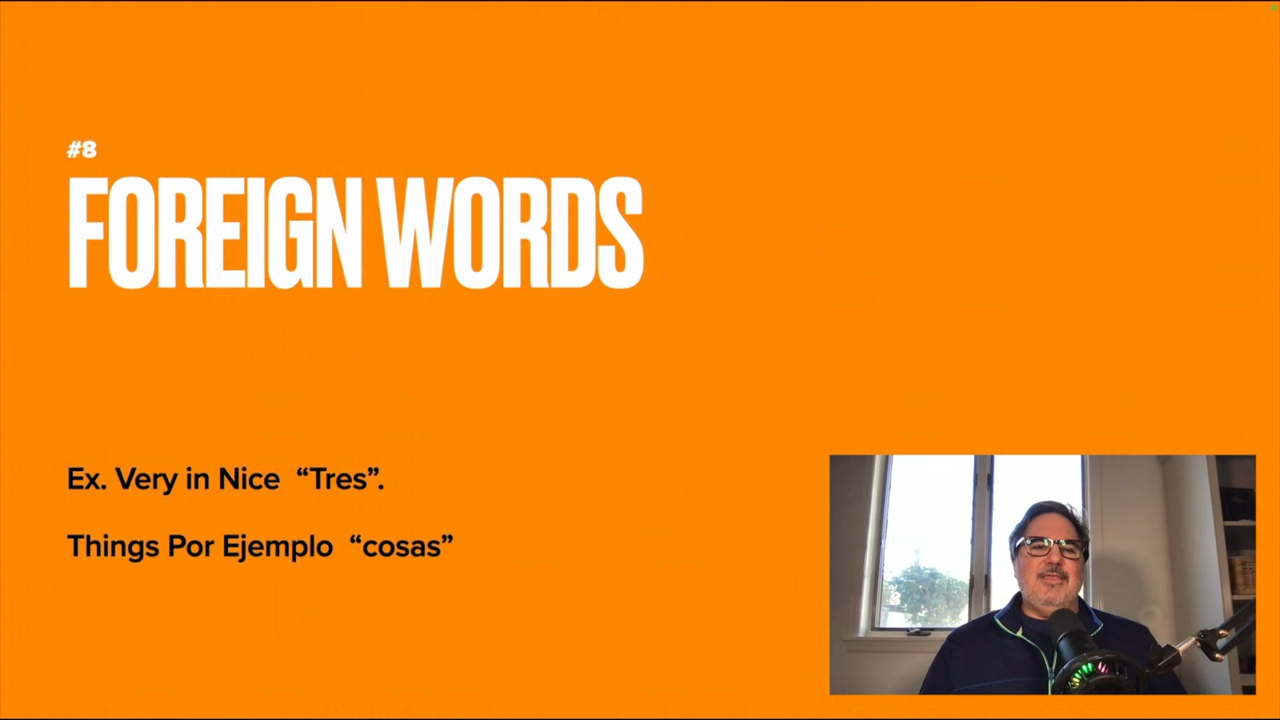 #8
FOREIGN WORDS
Ex. Very in Nice “Tres”.
Things Por Ejemplo “cosas”